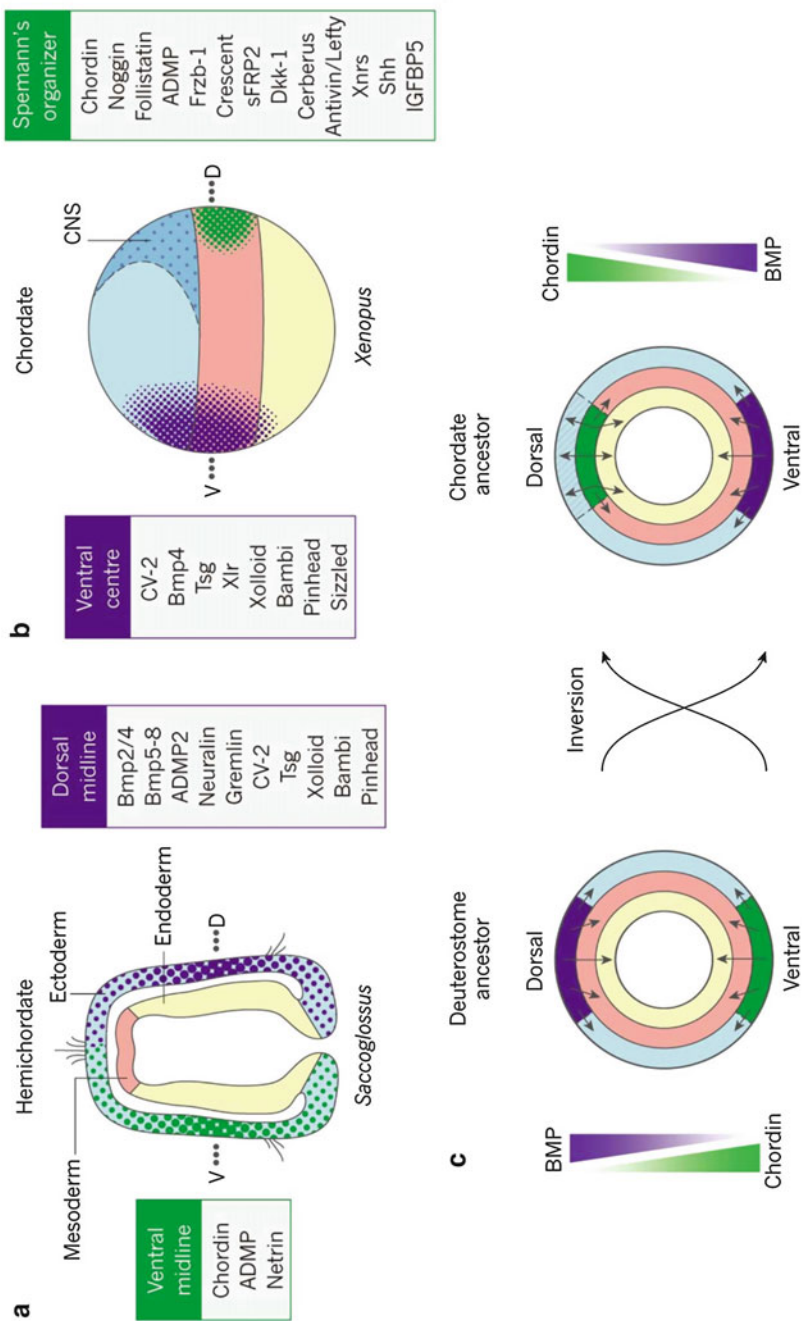 a
Hemichordate
Mesoderm
Ectoderm
Endoderm
V
D
Saccoglossus
Ventral
midline
Chordin
ADMP
Netrin
Dorsal
midline
Bmp2/4
Bmp5-8
ADMP2
Neuralin
Gremlin
CV-2
Tsg
Xolloid
Bambi
Pinhead
b
Chordate
CNS
V
D
Xenopus
Ventral
centre
CV-2
Bmp4
Tsg
Xlr
Xolloid
Bambi
Pinhead
Sizzled
Spemann's
organizer
Chordin
Noggin
Follistatin
ADMP
Frzb-1
Crescent
sFRP2
Dkk-1
Cerberus
Antivin/Lefty
Xnrs
Shh
IGFBP5
c
BMP
Chordin
Deuterostome
ancestor
Dorsal
Ventral
Inversion
Chordate
ancestor
Dorsal
Ventral
Chordin
BMP